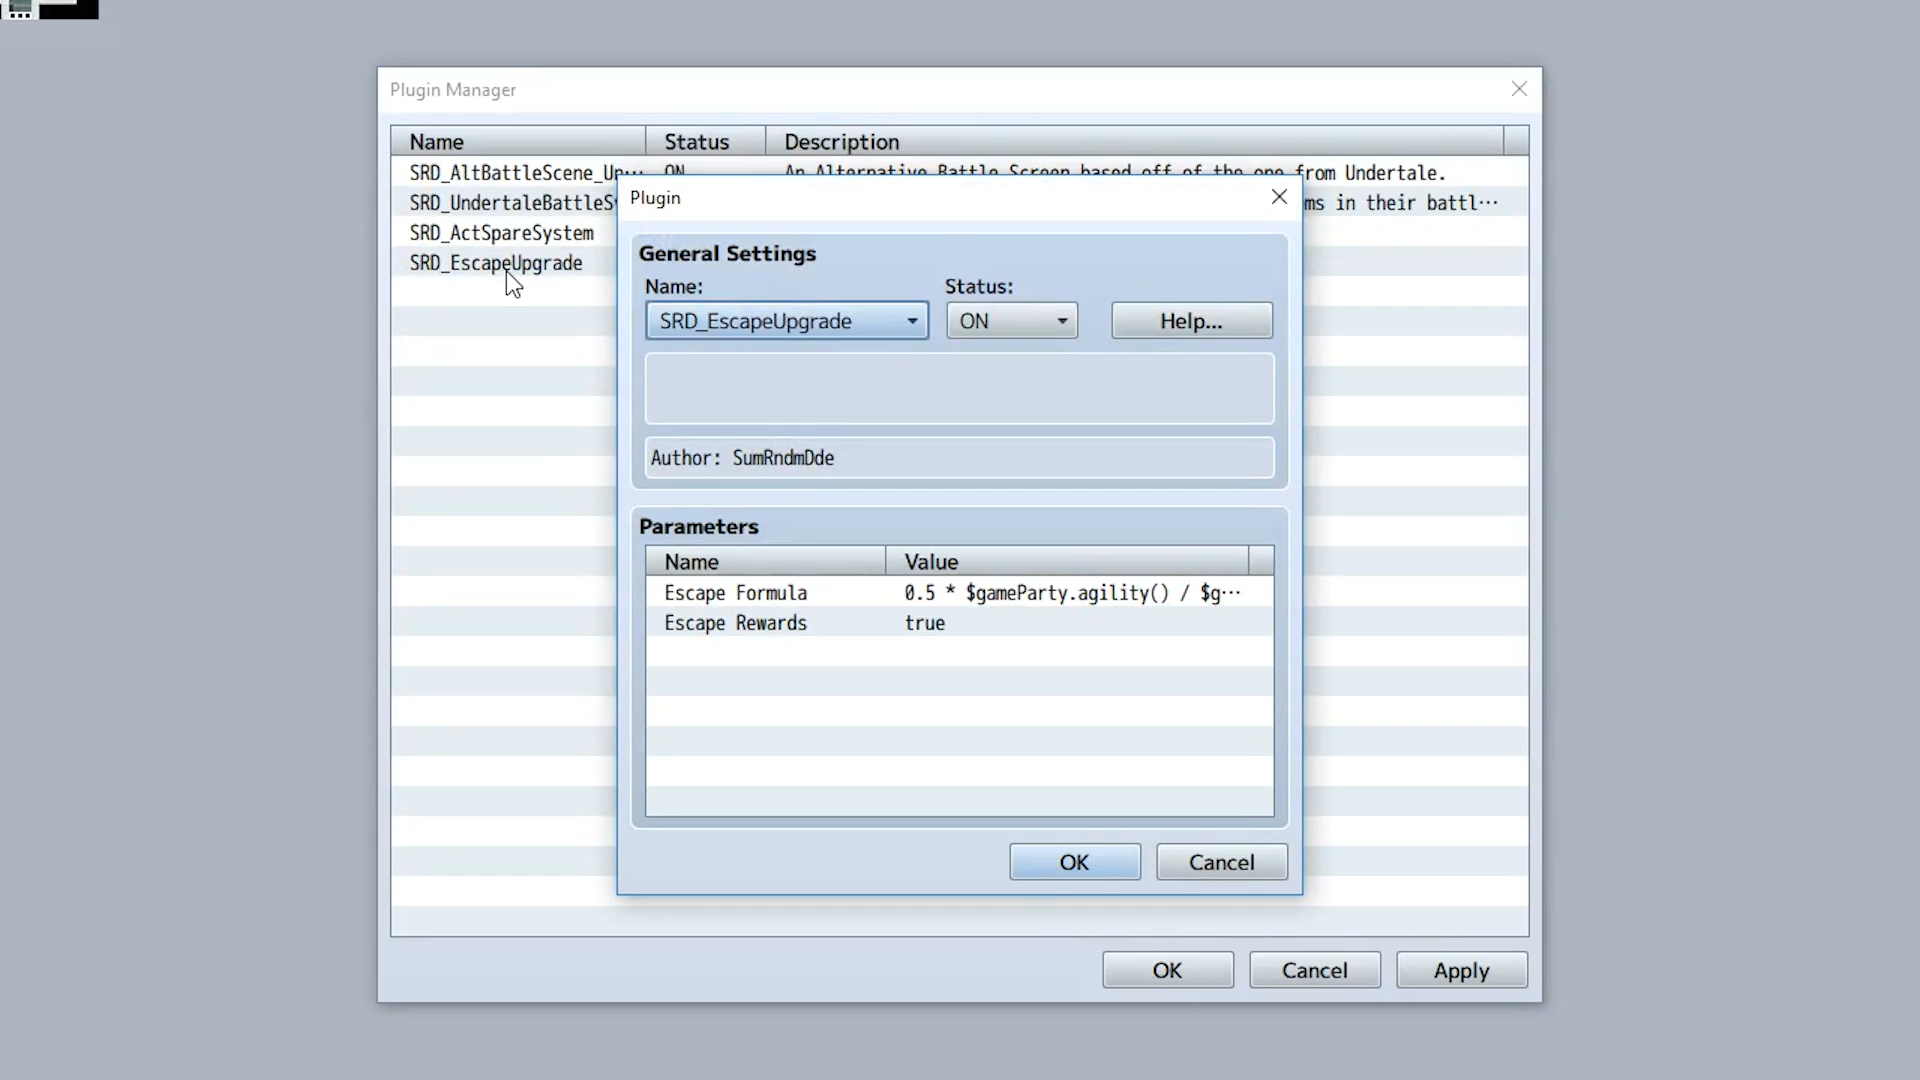 Plugin Manager
Name Status Description
SRD_AltBattleScene_Un… ON An Alternative Battle Screen based off of the one from Undertale.
SRD_UndertaleBattleS ms in their battl…
SRD_ActSpareSystem
SRD_EscapeUpgrade
Plugin
General Settings
Name: Status:
SRD_EscapeUpgrade ON Help...
Author: SumRndmDde
Parameters
Name Value
Escape Formula 0.5 * $gameParty.agility() / $g…
Escape Rewards true
OK Cancel
OK Cancel Apply